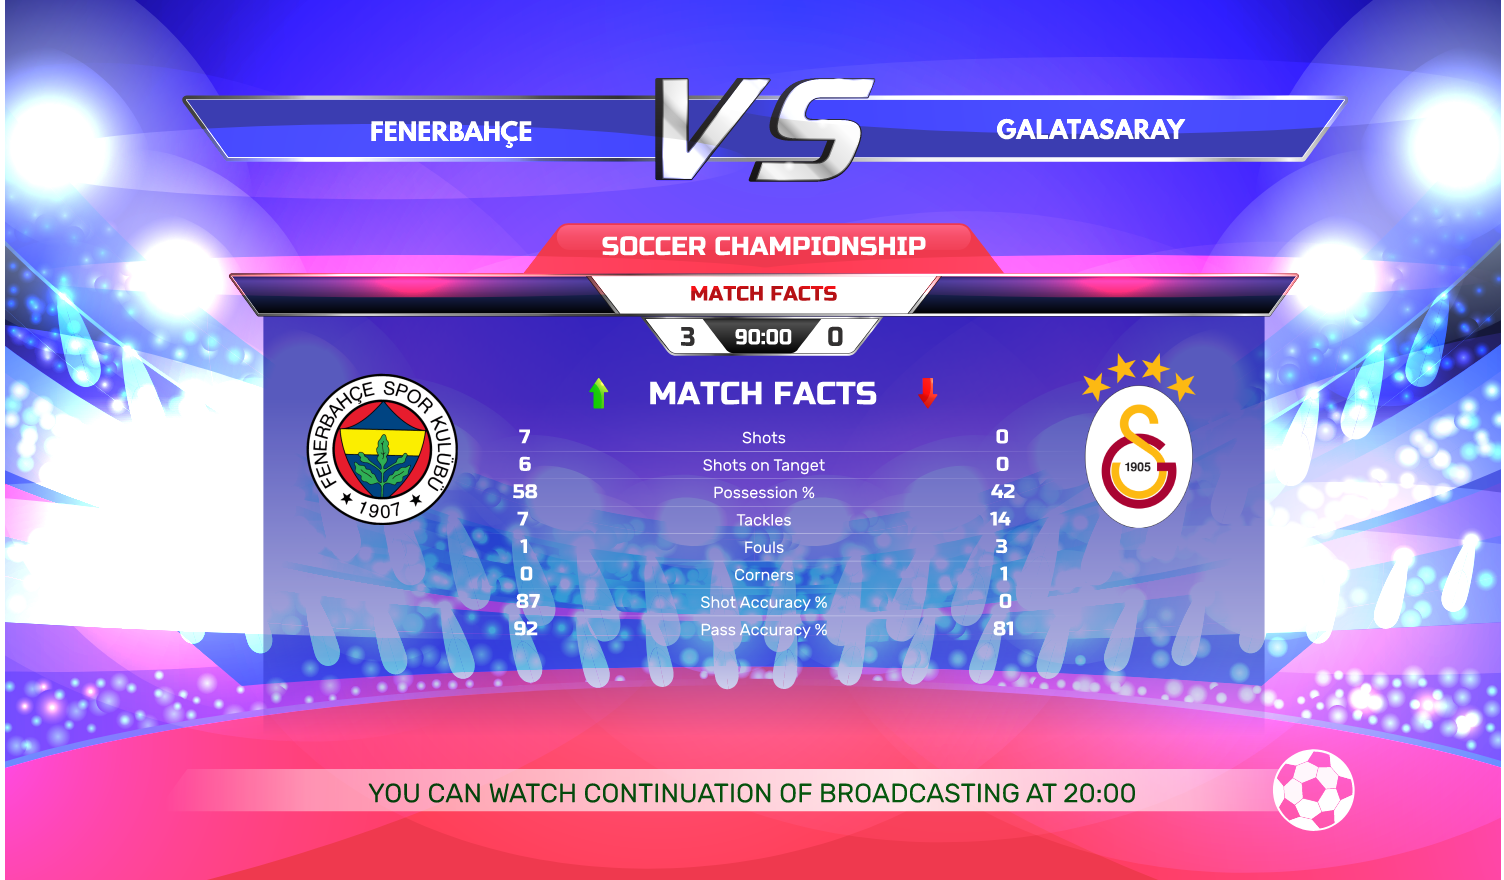 FENERBAHÇE VS GALATASARAY
SOCCER CHAMPIONSHIP
MATCH FACTS
3 90:00 0
MATCH FACTS
FENERBAHÇE SPOR KULÜBÜ
★ 1907 ★
1905
7 Shots 0
6 Shots on Tanget 0
58 Possession % 42
7 Tackles 14
1 Fouls 3
0 Corners 1
87 Shot Accuracy % 0
92 Pass Accuracy % 81
YOU CAN WATCH CONTINUATION OF BROADCASTING AT 20:00